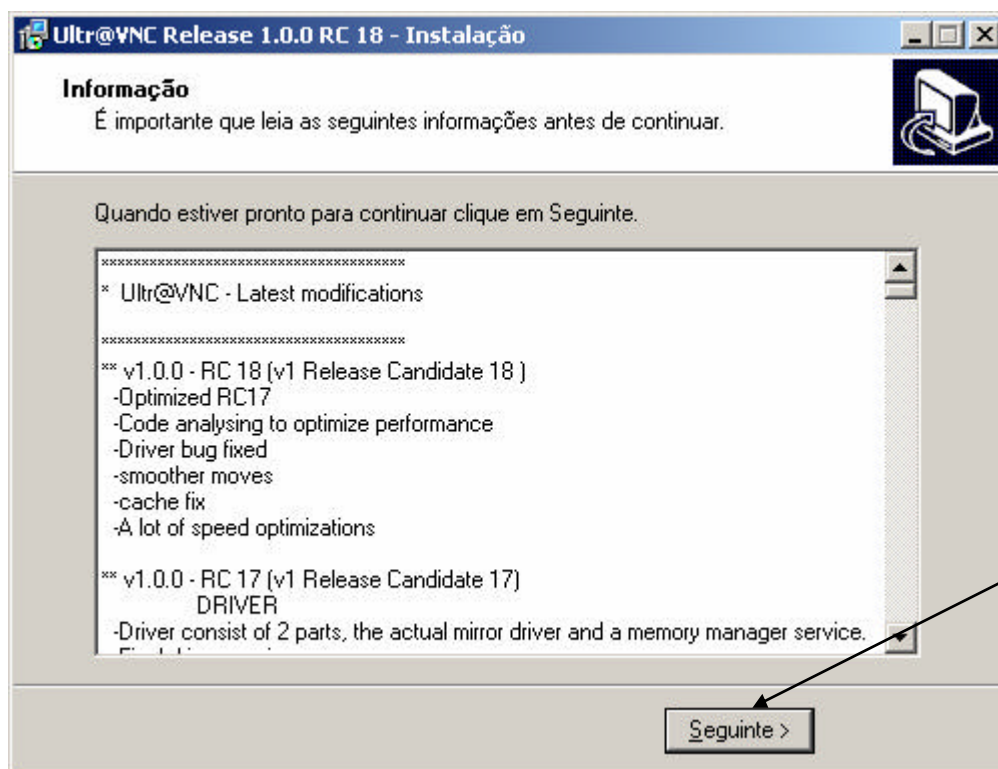 Ultr@VNC Release 1.0.0 RC 18 - Instalação
Informação
É importante que leia as seguintes informações antes de continuar.
Quando estiver pronto para continuar clique em Seguinte.
**************************************
* Ultr@VNC - Latest modifications
**************************************
** v1.0.0 - RC 18 (v1 Release Candidate 18 )
-Optimized RC17
-Code analysing to optimize performance
-Driver bug fixed
-smoother moves
-cache fix
-A lot of speed optimizations
** v1.0.0 - RC 17 (v1 Release Candidate 17)
DRIVER
-Driver consist of 2 parts, the actual mirror driver and a memory manager service.
Seguinte >